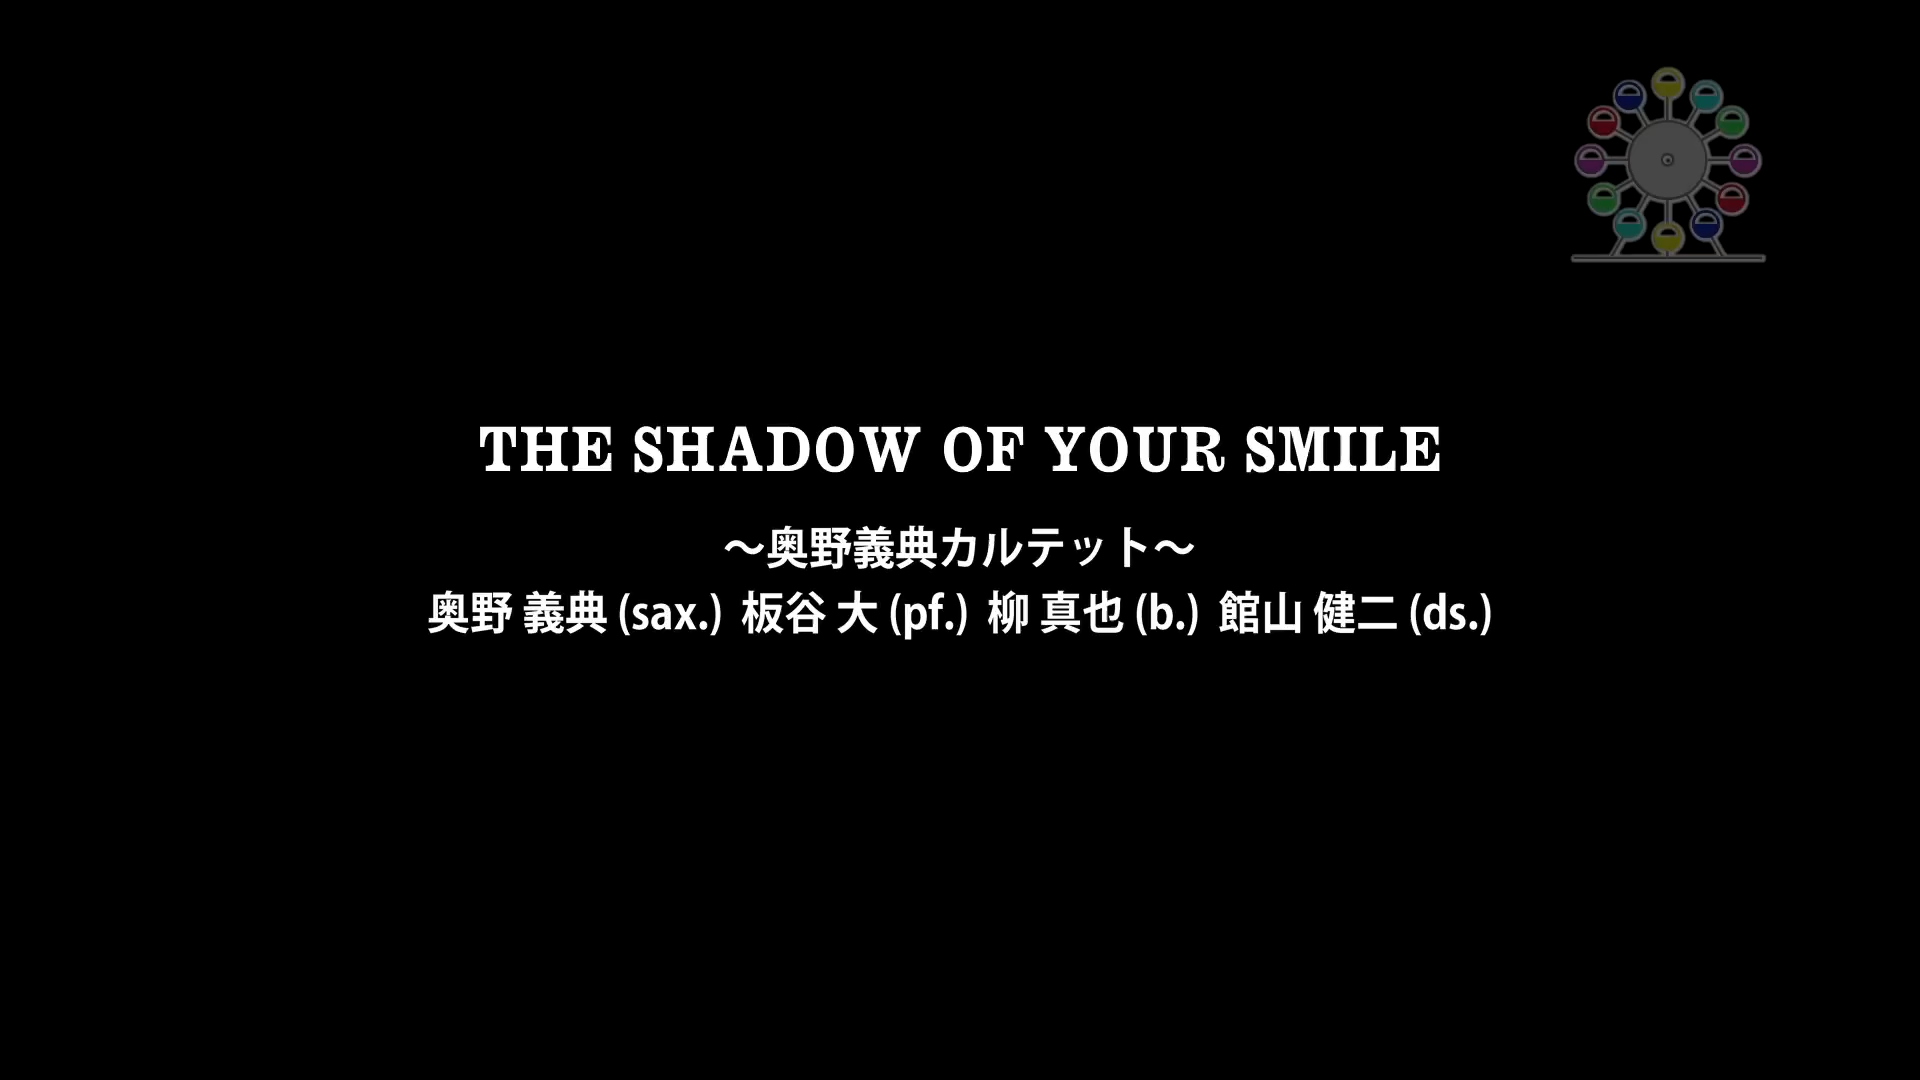 THE SHADOW OF YOUR SMILE
～奥野義典カルテット～
奥野 義典 (sax.) 板谷 大 (pf.) 柳 真也 (b.) 館山 健二 (ds.)